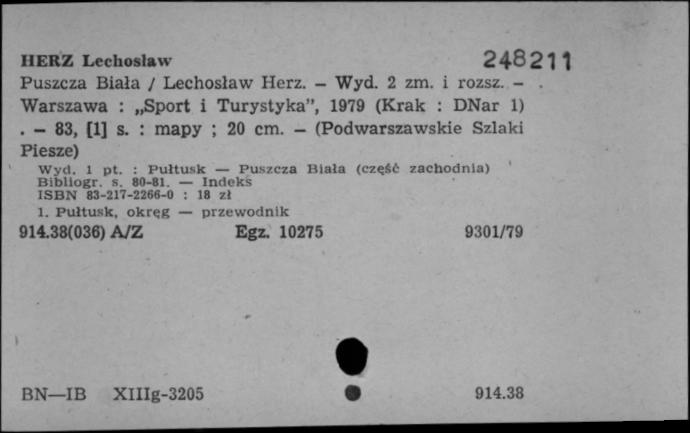 HERZ Lechosław 248211
Puszcza Biała / Lechosław Herz. – Wyd. 2 zm. i rozsz. –
Warszawa : „Sport i Turystyka”, 1979 (Krak : DNar 1)
. – 83, [1] s. : mapy ; 20 cm. – (Podwarszawskie Szlaki
Piesze)
Wyd. 1 pt. : Pułtusk — Puszcza Biała (część zachodnia)
Bibliogr. s. 80-81. — Indeks
ISBN 83-217-2266-0 : 18 zł
1. Pułtusk, okręg — przewodnik
914.38(036) A/Z Egz. 10275 9301/79
BN—IB XIIIg-3205 914.38